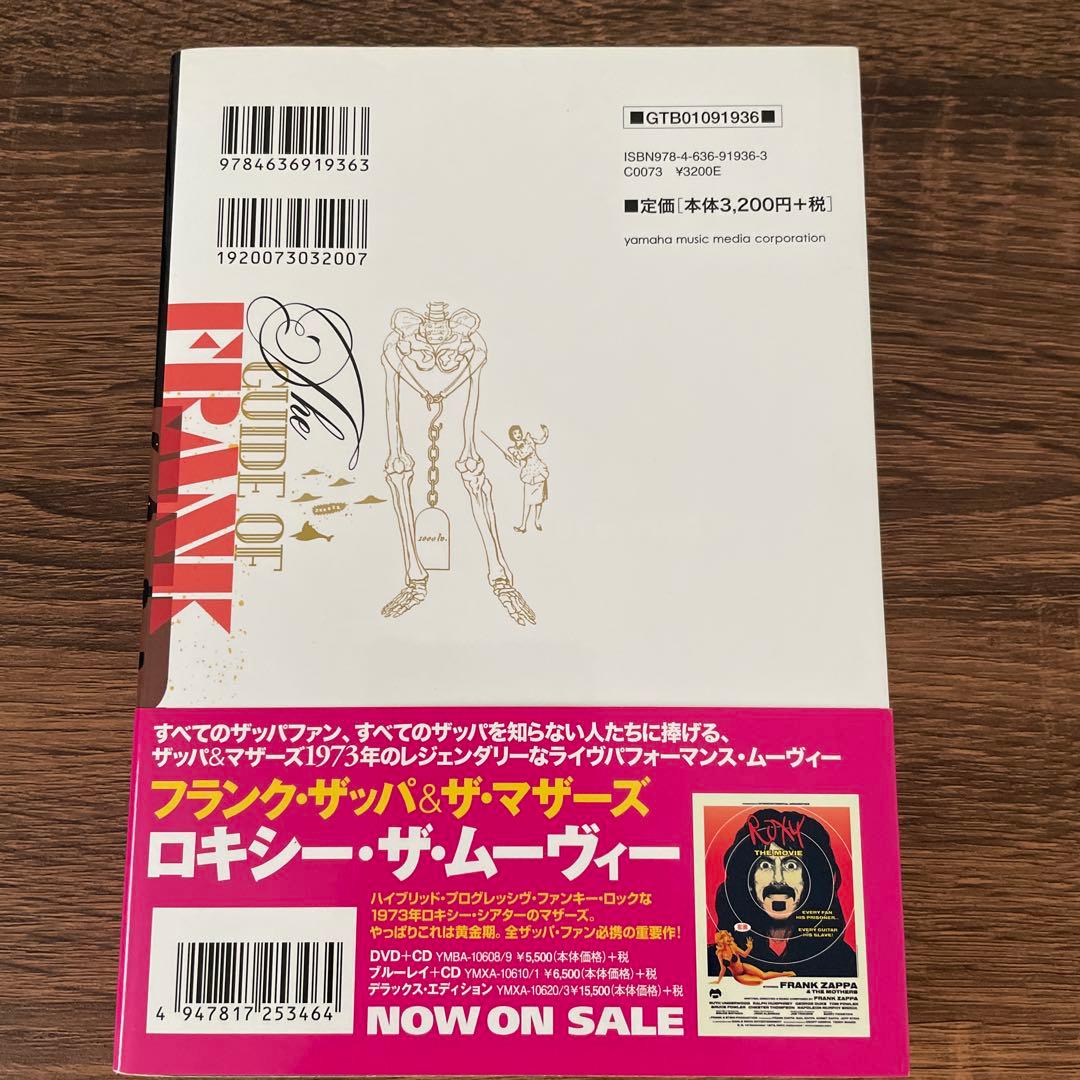 9784636919363
1920073032007
■GTB01091936■
ISBN978-4-636-91936-3
C0073 ¥3200E
■定価[本体3,200円+税]
yamaha music media corporation
The
GUIDE OF
FRANK
1000 lv.
すべてのザッパファン、すべてのザッパを知らない人たちに捧げる、
ザッパ&マザーズ1973年のレジェンダリーなライヴパフォーマンス・ムーヴィー
フランク・ザッパ&ザ・マザーズ
ロキシー・ザ・ムーヴィー
ハイブリッド・プログレッシヴ・ファンキー・ロックな
1973年ロキシー・シアターのマザーズ。
やっぱりこれは黄金期。全ザッパ・ファン必携の重要作!
DVD+CD YMBA-10608/9 ¥5,500(本体価格)+税
ブルーレイ+CD YMXA-10610/1 ¥6,500(本体価格)+税
デラックス・エディション YMXA-10620/3 ¥15,500(本体価格)+税
NOW ON SALE
4 947817 253464
ROXY
THE MOVIE
EVERY FAN
HIS PRISONER...
EVERY GUITAR
HIS SLAVE!
FRANK ZAPPA
& THE MOTHERS